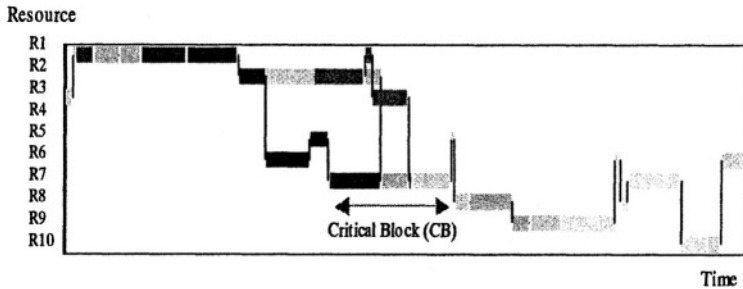 Resource
R1
R2
R3
R4
R5
R6
R7
R8
R9
R10
Critical Block (CB)
Time